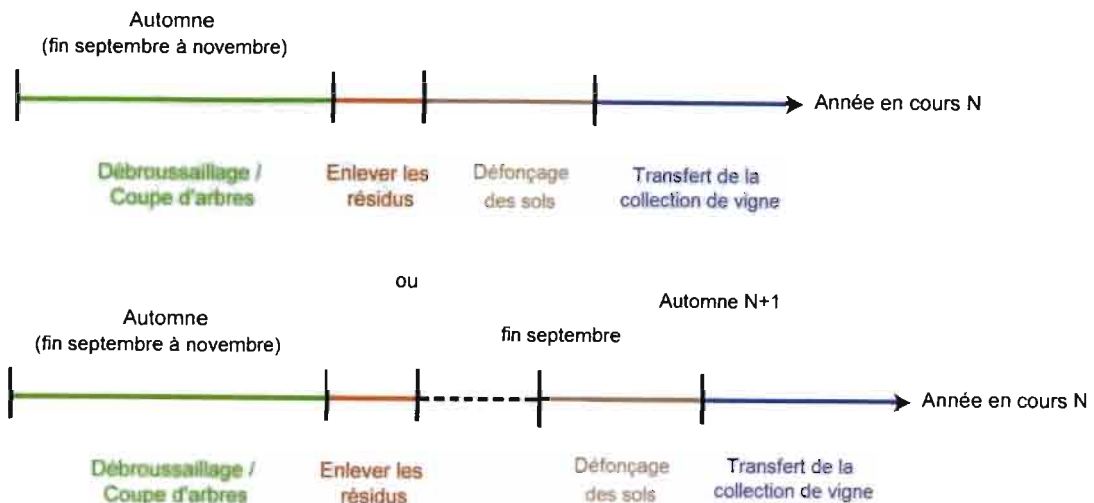 Automne
(fin septembre à novembre)
Année en cours N
Débroussaillage /
Coupe d'arbres
Enlever les
résidus
Défonçage
des sols
Transfert de la
collection de vigne
ou
Automne N+1
Automne
(fin septembre à novembre)
fin septembre
Année en cours N
Débroussaillage /
Coupe d'arbres
Enlever les
résidus
Défonçage
des sols
Transfert de la
collection de vigne